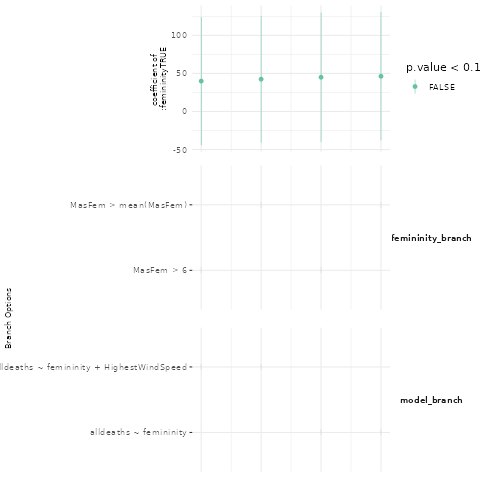 100
50
0
-50
coefficient of
:femininityTRUE
p.value < 0.1
FALSE
MasFem > mean(MasFem)
MasFem > 6
femininity_branch
Branch Options
lldeaths ~ femininity + HighestWindSpeed
alldeaths ~ femininity
model_branch